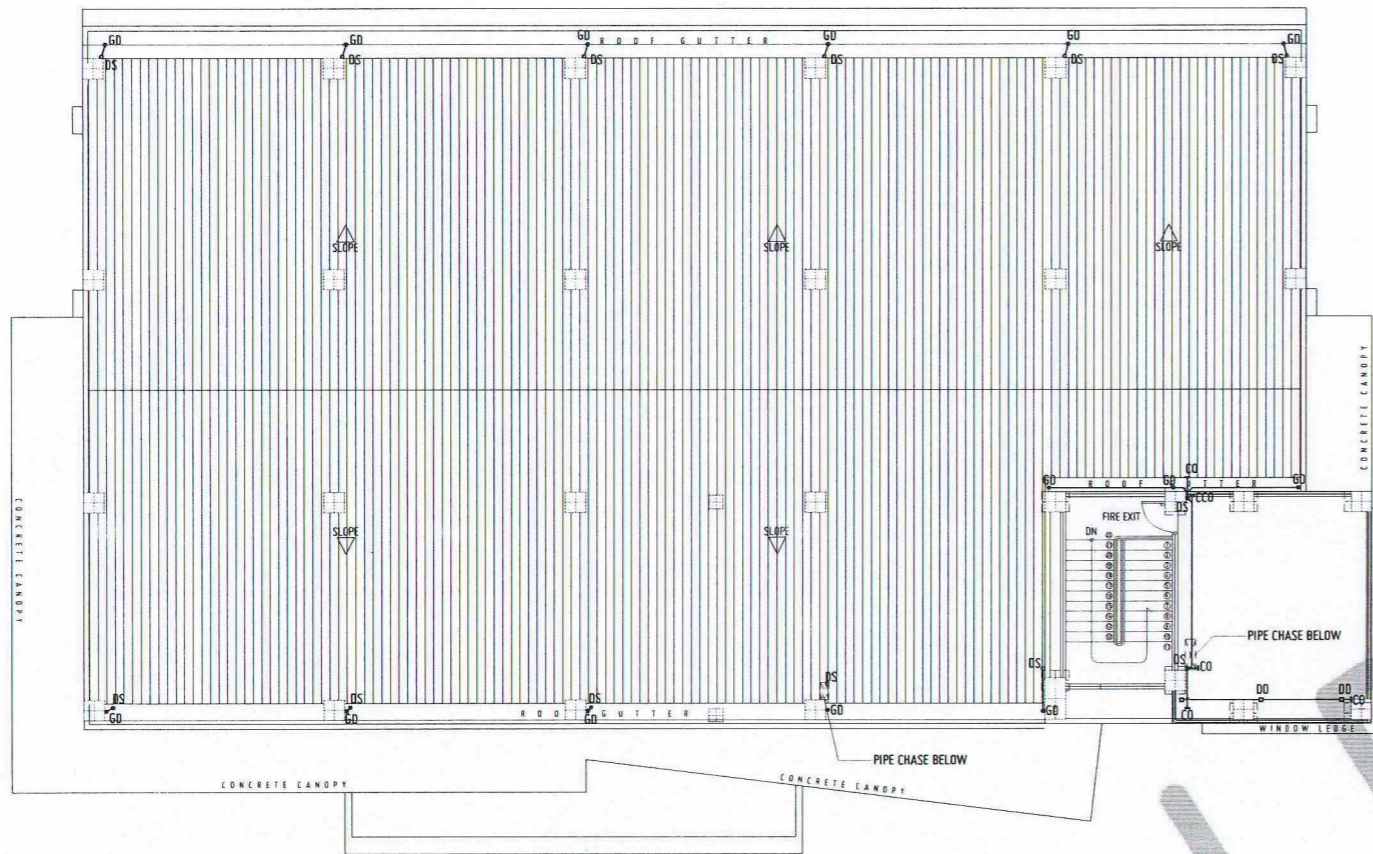 GD GD GD ROOF GUTTER GD GD GD
DS DS DS DS DS DS
SLOPE SLOPE SLOPE
CONCRETE CANOPY
CO
GD ROOF GD GUTTER GD
CCO
DS
FIRE EXIT
DN
SLOPE SLOPE
CONCRETE CANOPY
PIPE CHASE BELOW
DS DS CO
DS
DS DS DS DD DD CO
GD GD ROOF GUTTER GD GD GD CO
WINDOW LEDGE
PIPE CHASE BELOW
CONCRETE CANOPY CONCRETE CANOPY